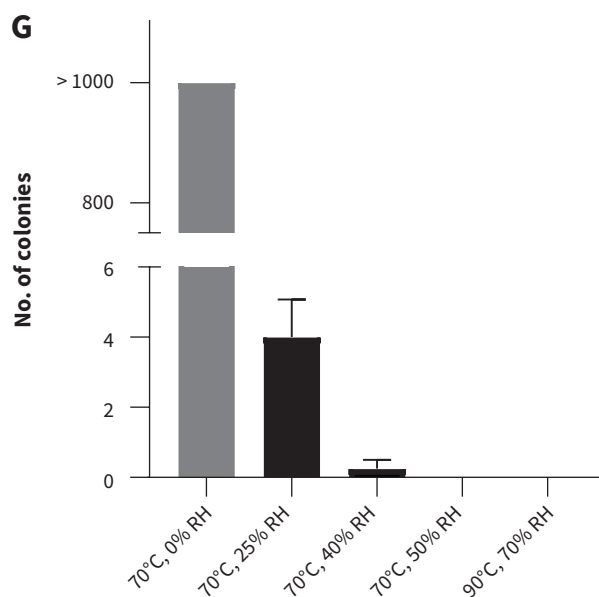 G
No. of colonies
> 1000
800
6
4
2
0
70°C, 0% RH
70°C, 25% RH
70°C, 40% RH
70°C, 50% RH
90°C, 70% RH